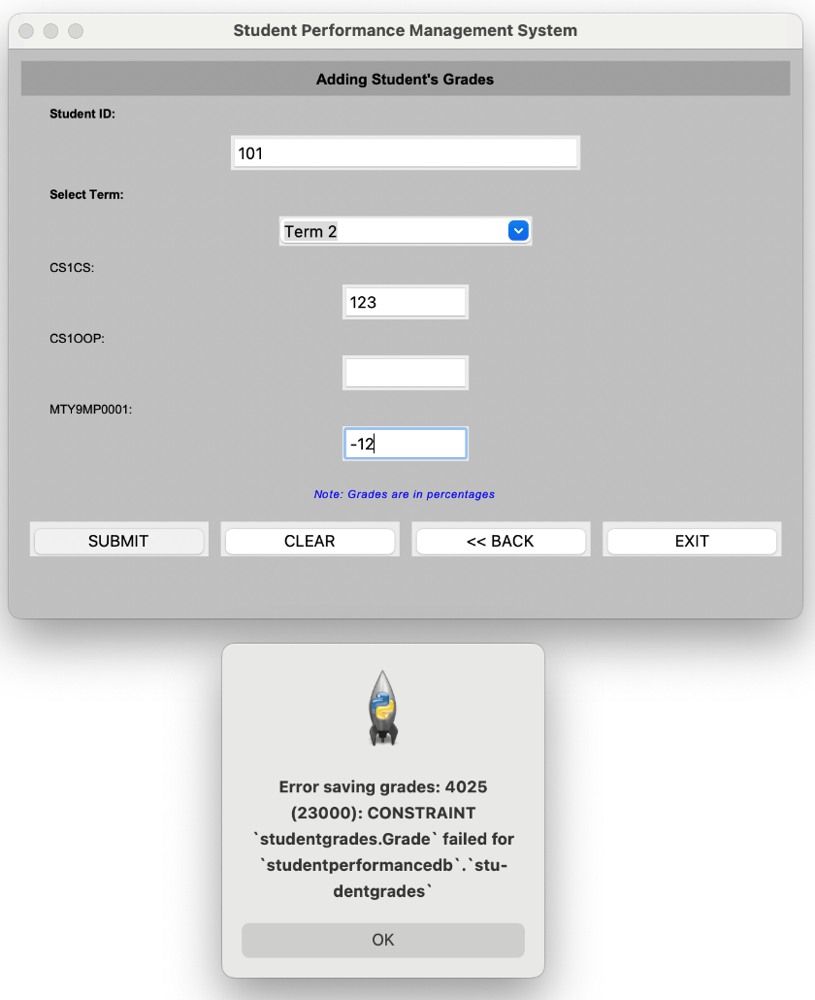 Student Performance Management System
Adding Student's Grades
Student ID:
101
Select Term:
Term 2
CS1CS:
123
CS1OOP:
MTY9MP0001:
-12
Note: Grades are in percentages
SUBMIT
CLEAR
<< BACK
EXIT
Error saving grades: 4025
(23000): CONSTRAINT
`studentgrades.Grade` failed for
`studentperformancedb`.`stu-
dentgrades`
OK